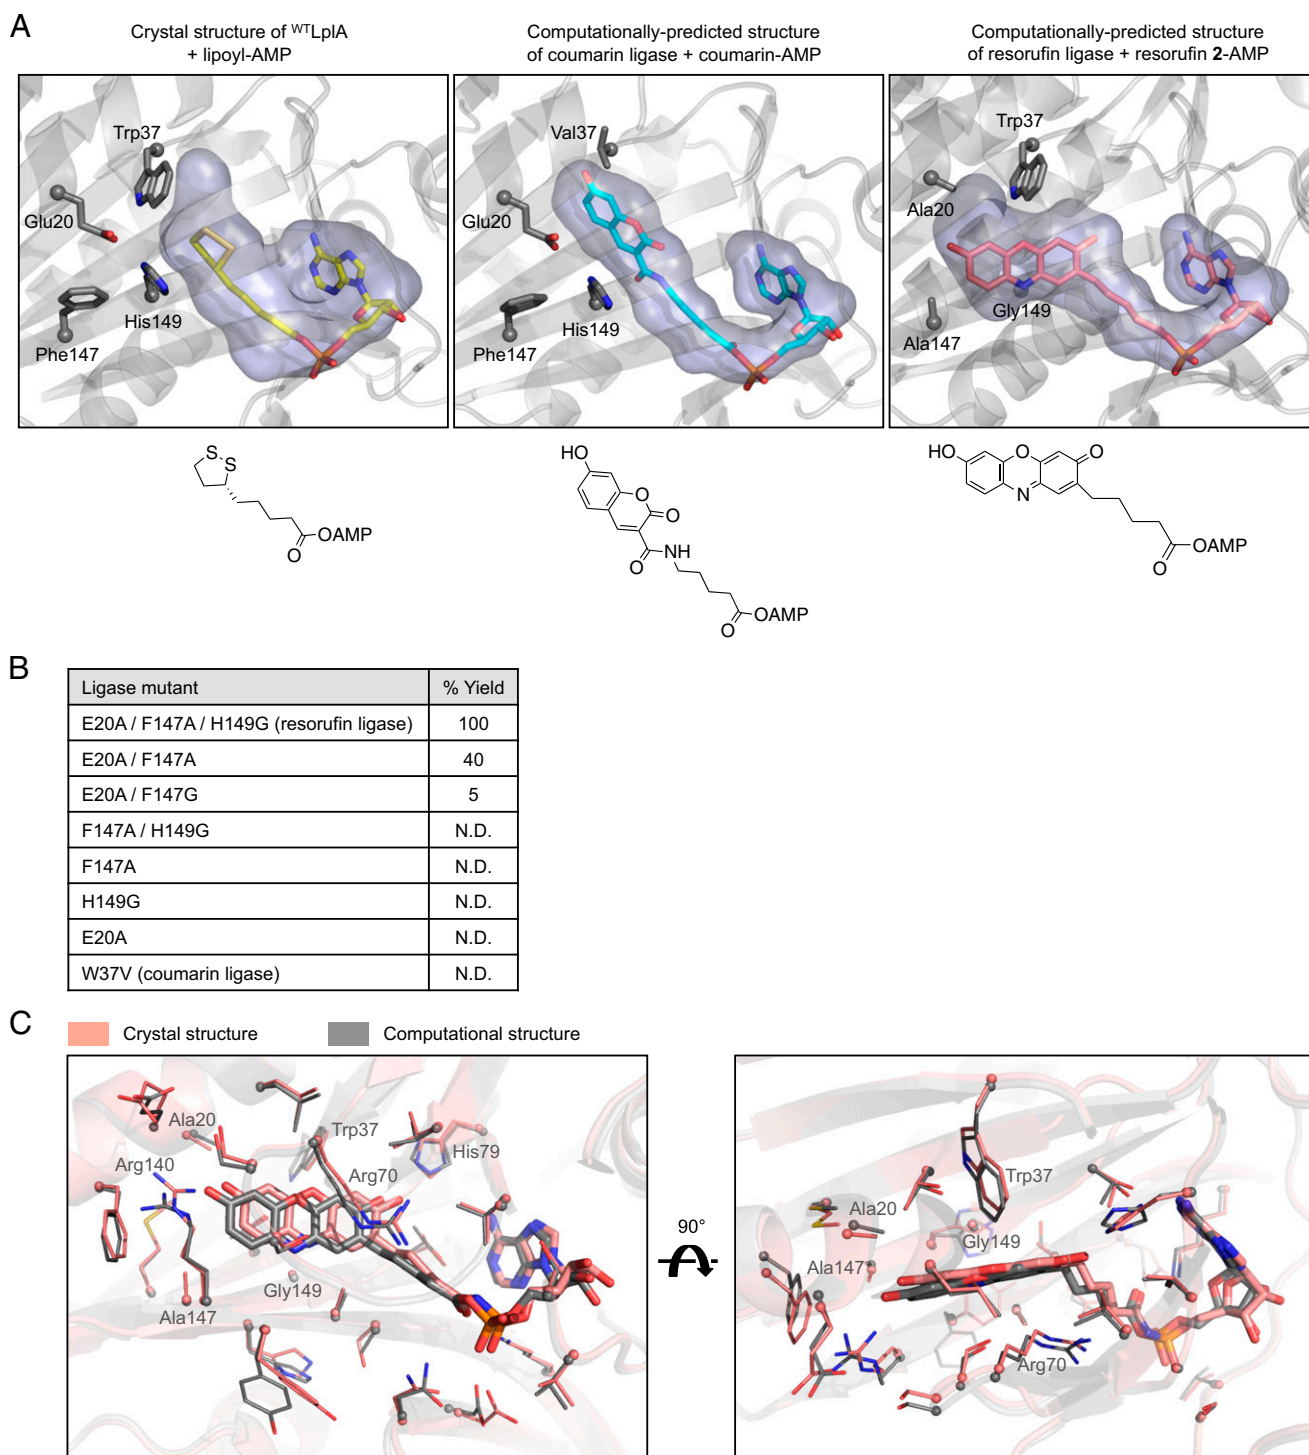 A
Crystal structure of WTLplA
+ lipoyl-AMP
Computationally-predicted structure
of coumarin ligase + coumarin-AMP
Computationally-predicted structure
of resorufin ligase + resorufin 2-AMP
Trp37
Glu20
His149
Phe147
Val37
Glu20
His149
Phe147
Trp37
Ala20
Gly149
Ala147
S
S
O
OAMP
HO
O
O
O
NH
O
OAMP
HO
O
O
N
O
OAMP
B
Ligase mutant % Yield
E20A / F147A / H149G (resorufin ligase) 100
E20A / F147A 40
E20A / F147G 5
F147A / H149G N.D.
F147A N.D.
H149G N.D.
E20A N.D.
W37V (coumarin ligase) N.D.
C
Crystal structure
Computational structure
Ala20
Trp37
His79
Arg140
Arg70
Gly149
Ala147
90°
Trp37
Ala20
Gly149
Ala147
Arg70